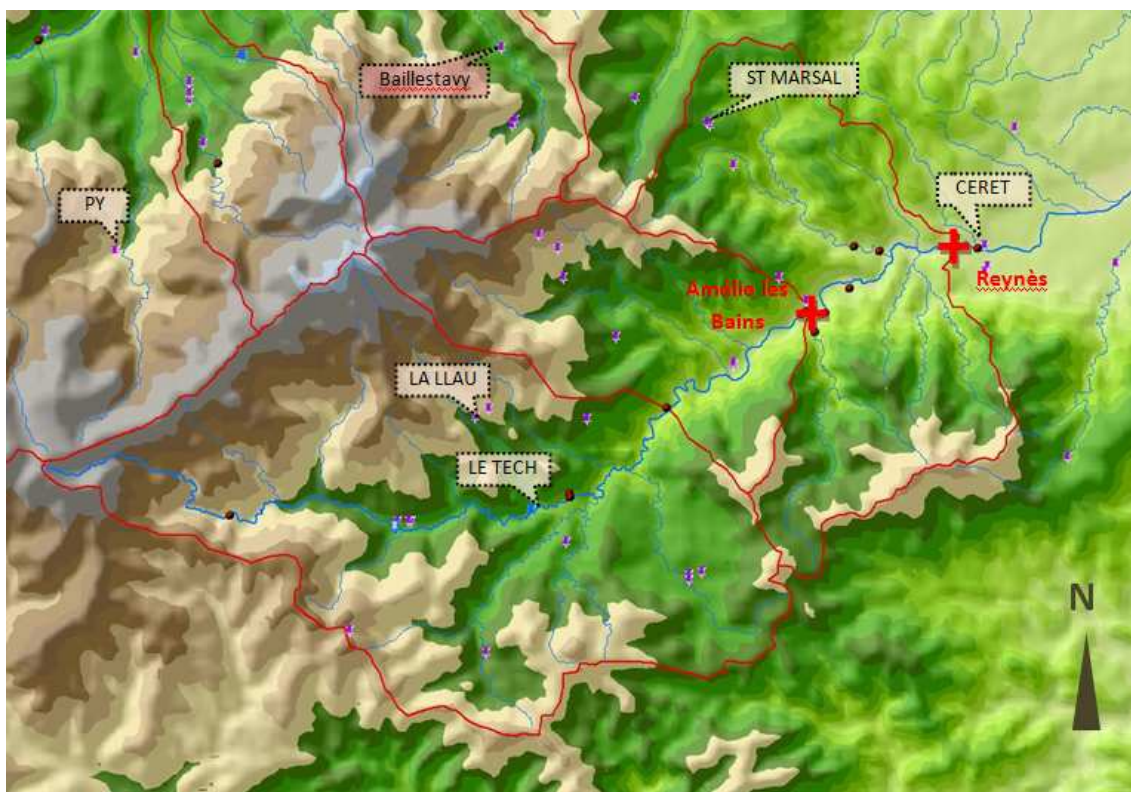 Baillestavy
ST MARSAL
PY
CERET
Reynès
Amélie les
Bains
LA LLAU
LE TECH
N